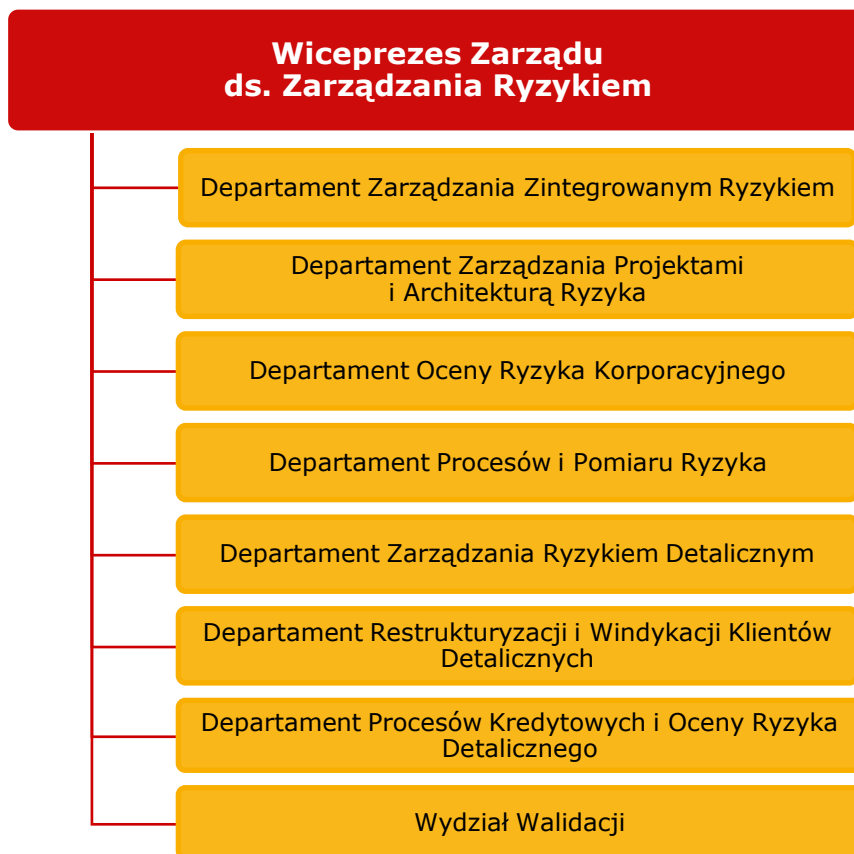 Wiceprezes Zarządu
ds. Zarządzania Ryzykiem
Departament Zarządzania Zintegrowanym Ryzykiem
Departament Zarządzania Projektami
i Architekturą Ryzyka
Departament Oceny Ryzyka Korporacyjnego
Departament Procesów i Pomiaru Ryzyka
Departament Zarządzania Ryzykiem Detalicznym
Departament Restrukturyzacji i Windykacji Klientów
Detalicznych
Departament Procesów Kredytowych i Oceny Ryzyka
Detalicznego
Wydział Walidacji